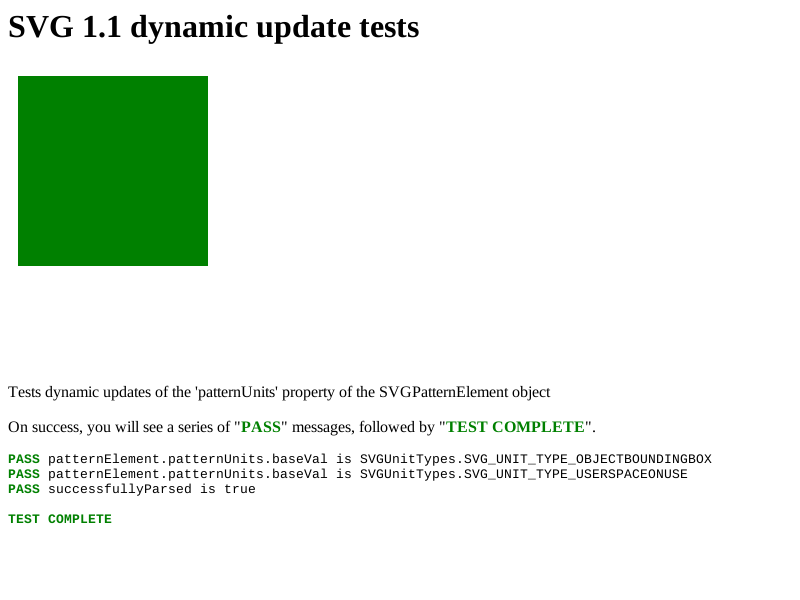 SVG 1.1 dynamic update tests
Tests dynamic updates of the 'patternUnits' property of the SVGPatternElement object
On success, you will see a series of "PASS" messages, followed by "TEST COMPLETE".
PASS patternElement.patternUnits.baseVal is SVGUnitTypes.SVG_UNIT_TYPE_OBJECTBOUNDINGBOX
PASS patternElement.patternUnits.baseVal is SVGUnitTypes.SVG_UNIT_TYPE_USERSPACEONUSE
PASS successfullyParsed is true
TEST COMPLETE